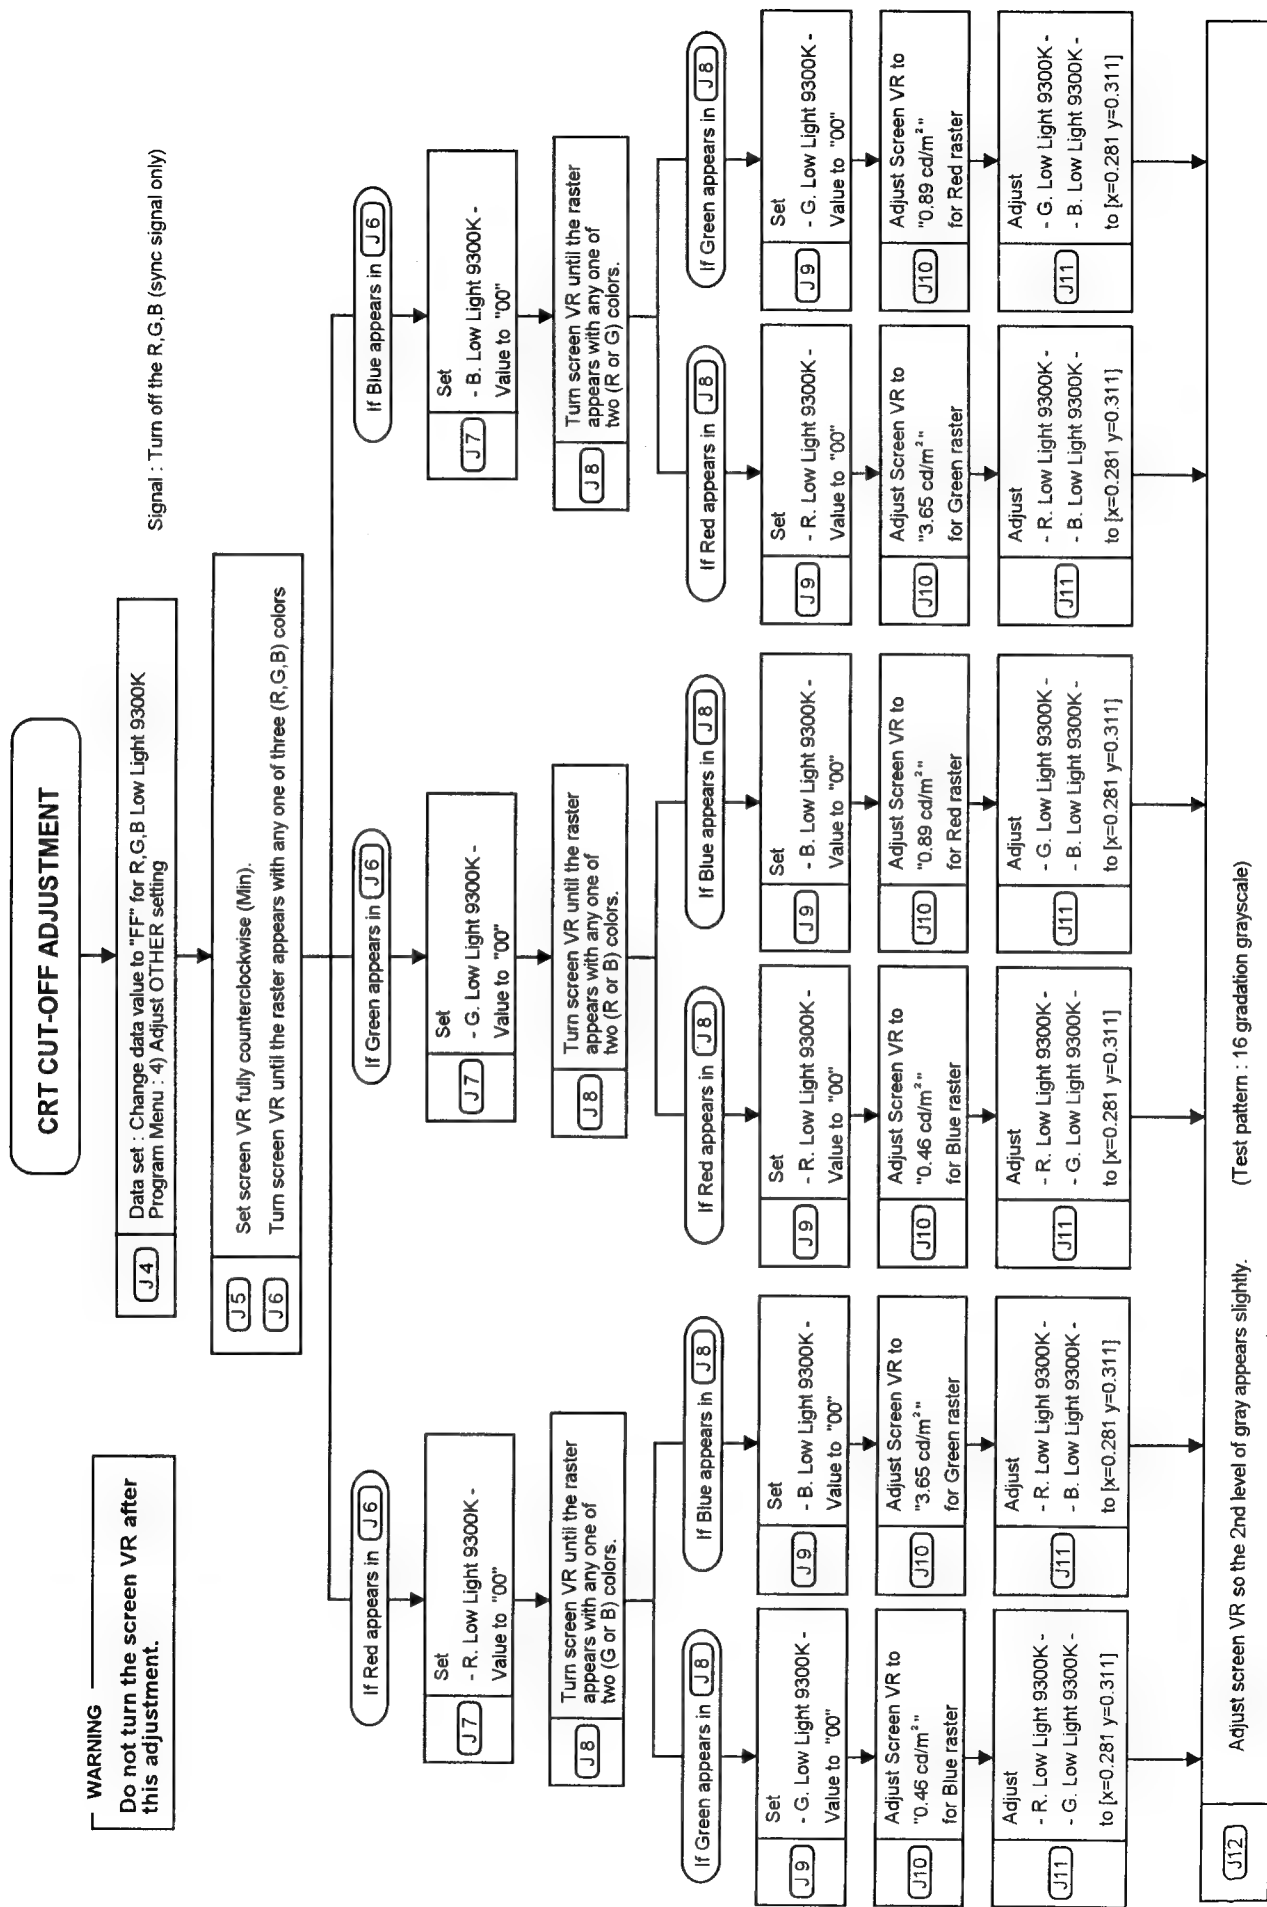 CRT CUT-OFF ADJUSTMENT
WARNING
Do not turn the screen VR after
this adjustment.
J4
Data set : Change data value to "FF" for R,G,B Low Light 9300K
Program Menu : 4) Adjust OTHER setting
Signal : Turn off the R,G,B (sync signal only)
J5
Set screen VR fully counterclockwise (Min).
J6
Turn screen VR until the raster appears with any one of three (R,G,B) colors
If Red appears in J6
J7
Set
- R. Low Light 9300K -
Value to "00"
J8
Turn screen VR until the raster
appears with any one of
two (G or B) colors.
If Green appears in J8
J9
Set
- G. Low Light 9300K -
Value to "00"
J10
Adjust Screen VR to
"0.46 cd/m²"
for Blue raster
J11
Adjust
- R. Low Light 9300K -
- G. Low Light 9300K -
to [x=0.281 y=0.311]
If Blue appears in J8
J9
Set
- B. Low Light 9300K -
Value to "00"
J10
Adjust Screen VR to
"3.65 cd/m²"
for Green raster
J11
Adjust
- R. Low Light 9300K -
- B. Low Light 9300K -
to [x=0.281 y=0.311]
If Green appears in J6
J7
Set
- G. Low Light 9300K -
Value to "00"
J8
Turn screen VR until the raster
appears with any one of
two (R or B) colors.
If Red appears in J8
J9
Set
- R. Low Light 9300K -
Value to "00"
J10
Adjust Screen VR to
"0.46 cd/m²"
for Blue raster
J11
Adjust
- R. Low Light 9300K -
- G. Low Light 9300K -
to [x=0.281 y=0.311]
If Blue appears in J8
J9
Set
- B. Low Light 9300K -
Value to "00"
J10
Adjust Screen VR to
"0.89 cd/m²"
for Red raster
J11
Adjust
- G. Low Light 9300K -
- B. Low Light 9300K -
to [x=0.281 y=0.311]
If Blue appears in J6
J7
Set
- B. Low Light 9300K -
Value to "00"
J8
Turn screen VR until the raster
appears with any one of
two (R or G) colors.
If Red appears in J8
J9
Set
- R. Low Light 9300K -
Value to "00"
J10
Adjust Screen VR to
"3.65 cd/m²"
for Green raster
J11
Adjust
- R. Low Light 9300K -
- B. Low Light 9300K -
to [x=0.281 y=0.311]
If Green appears in J8
J9
Set
- G. Low Light 9300K -
Value to "00"
J10
Adjust Screen VR to
"0.89 cd/m²"
for Red raster
J11
Adjust
- G. Low Light 9300K -
- B. Low Light 9300K -
to [x=0.281 y=0.311]
J12
Adjust screen VR so the 2nd level of gray appears slightly. (Test pattern : 16 gradation grayscale)